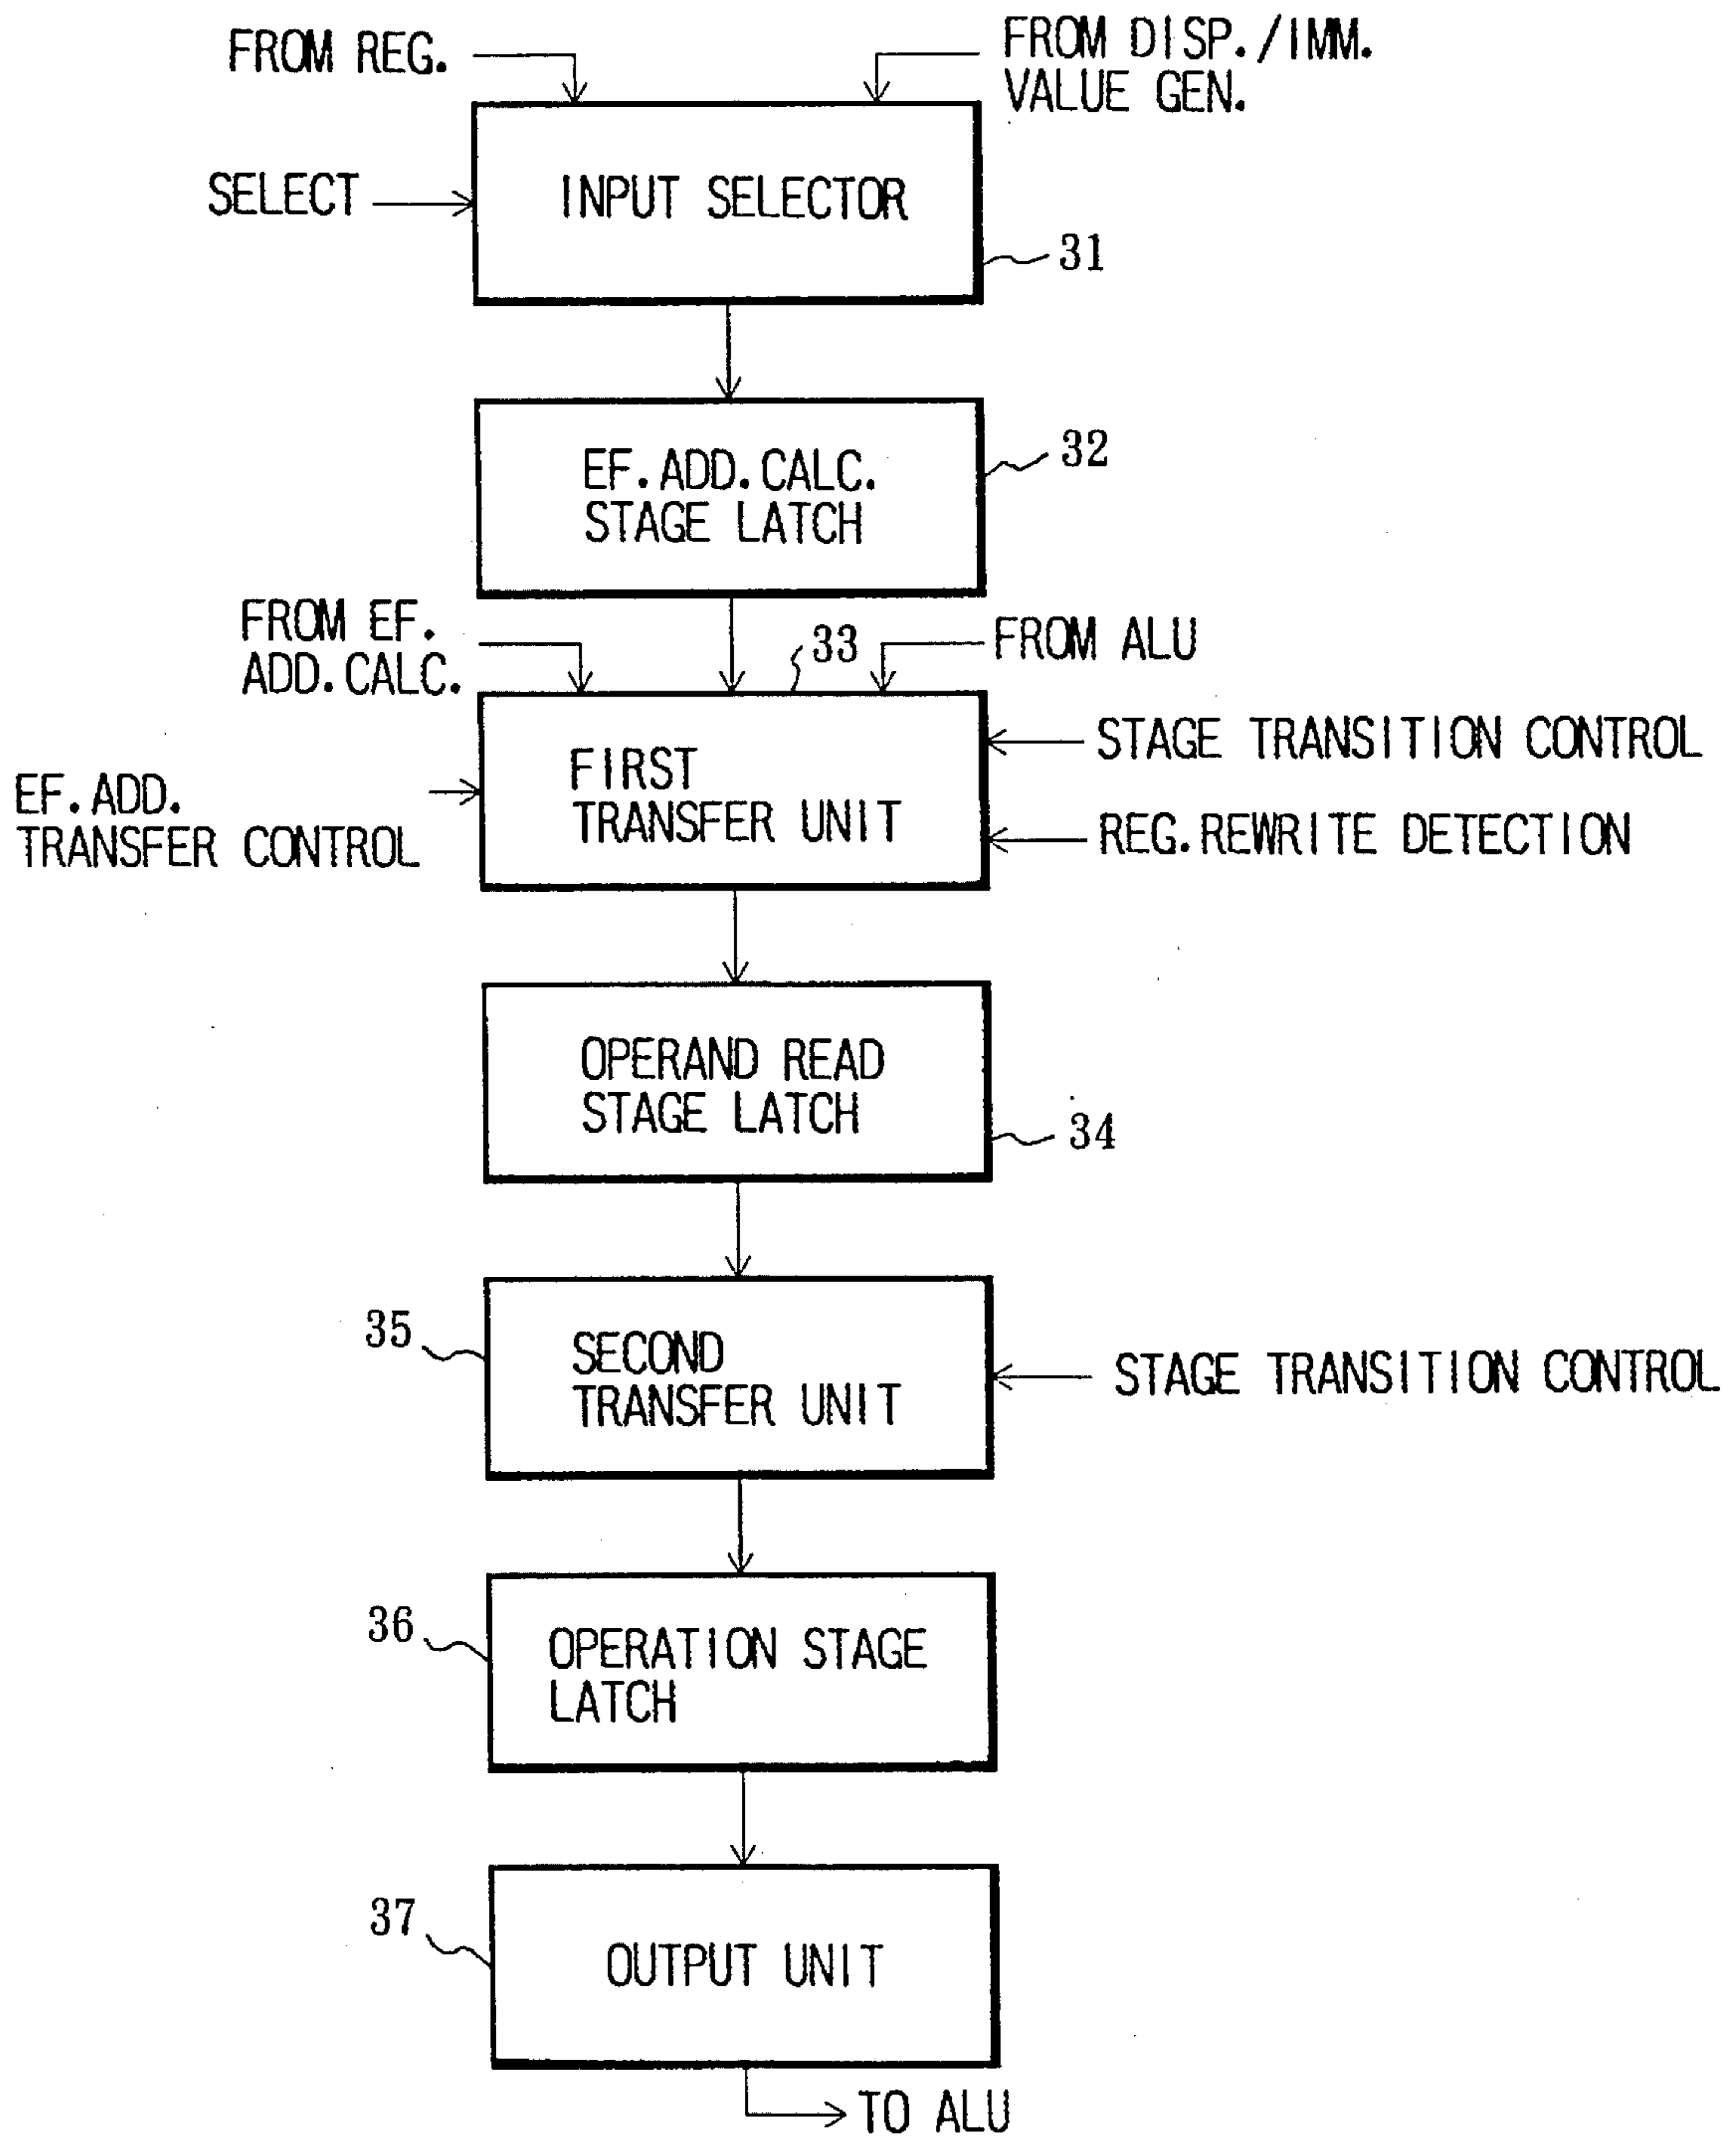 FROM REG.
FROM DISP./IMM.
VALUE GEN.
SELECT
INPUT SELECTOR
31
EF.ADD.CALC.
STAGE LATCH
32
FROM EF.
ADD.CALC.
33
FROM ALU
FIRST
TRANSFER UNIT
STAGE TRANSITION CONTROL
EF.ADD.
TRANSFER CONTROL
REG.REWRITE DETECTION
OPERAND READ
STAGE LATCH
34
35
SECOND
TRANSFER UNIT
STAGE TRANSITION CONTROL
36
OPERATION STAGE
LATCH
37
OUTPUT UNIT
TO ALU